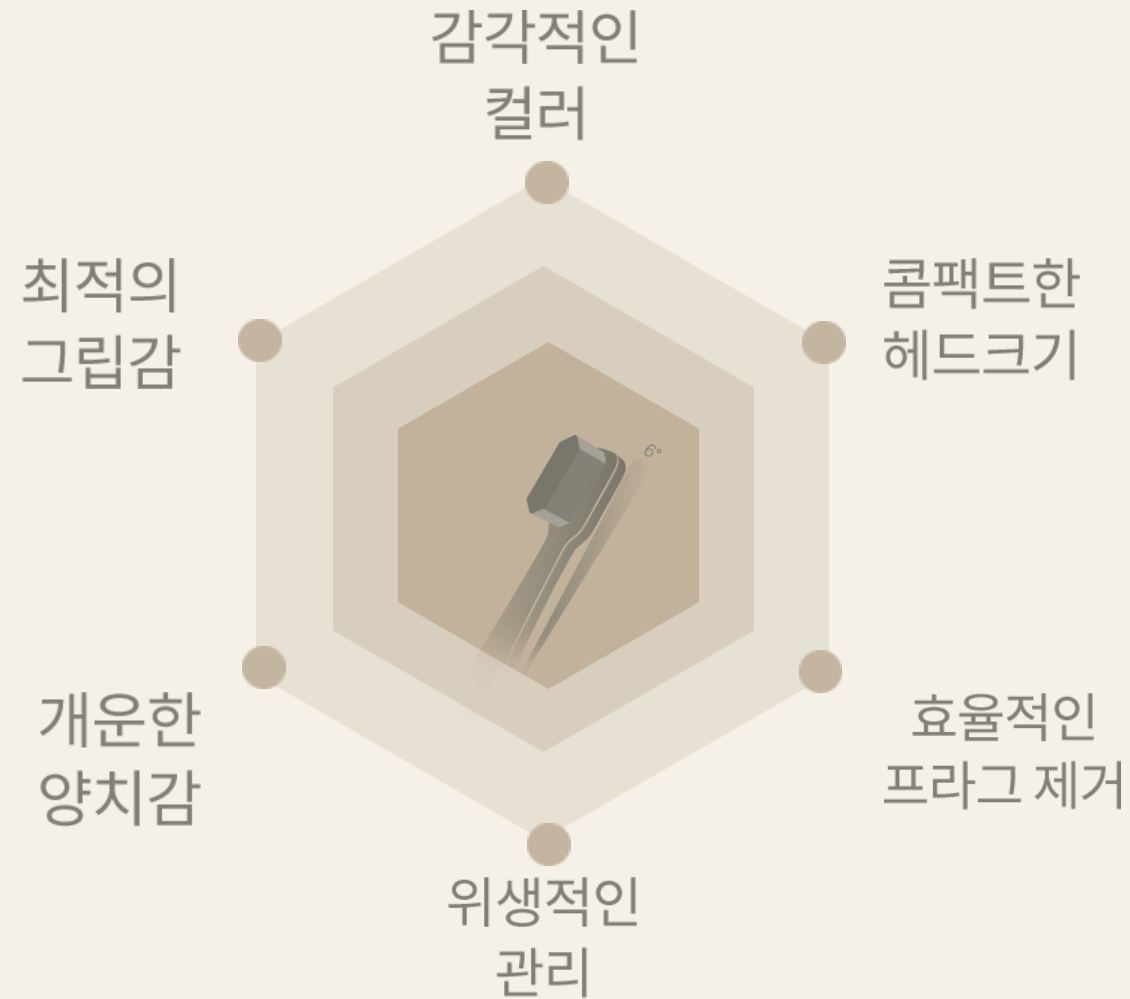 감각적인
컬러
최적의
그립감
콤팩트한
헤드크기
6°
개운한
양치감
효율적인
프라그 제거
위생적인
관리